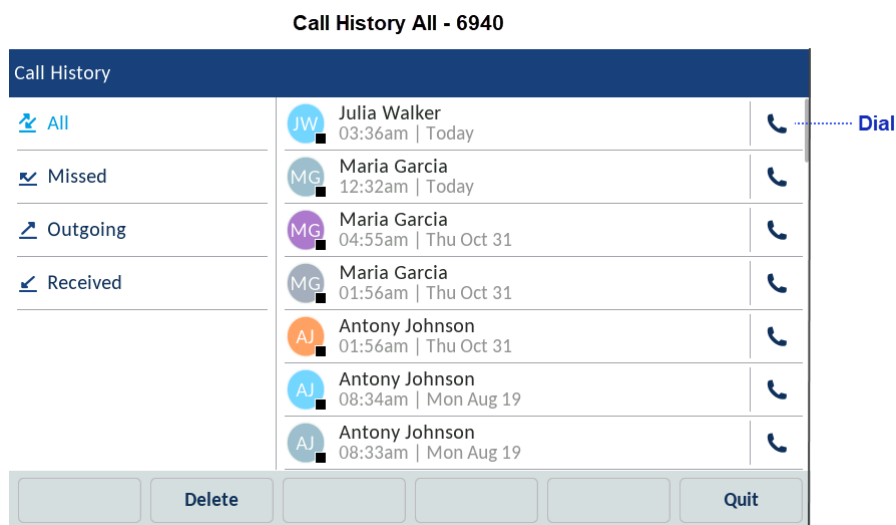 Call History All - 6940
Call History
All
Missed
Outgoing
Received
JW
Julia Walker
03:36am | Today
Dial
MG
Maria Garcia
12:32am | Today
MG
Maria Garcia
04:55am | Thu Oct 31
MG
Maria Garcia
01:56am | Thu Oct 31
AJ
Antony Johnson
01:56am | Thu Oct 31
AJ
Antony Johnson
08:34am | Mon Aug 19
AJ
Antony Johnson
08:33am | Mon Aug 19
Delete
Quit